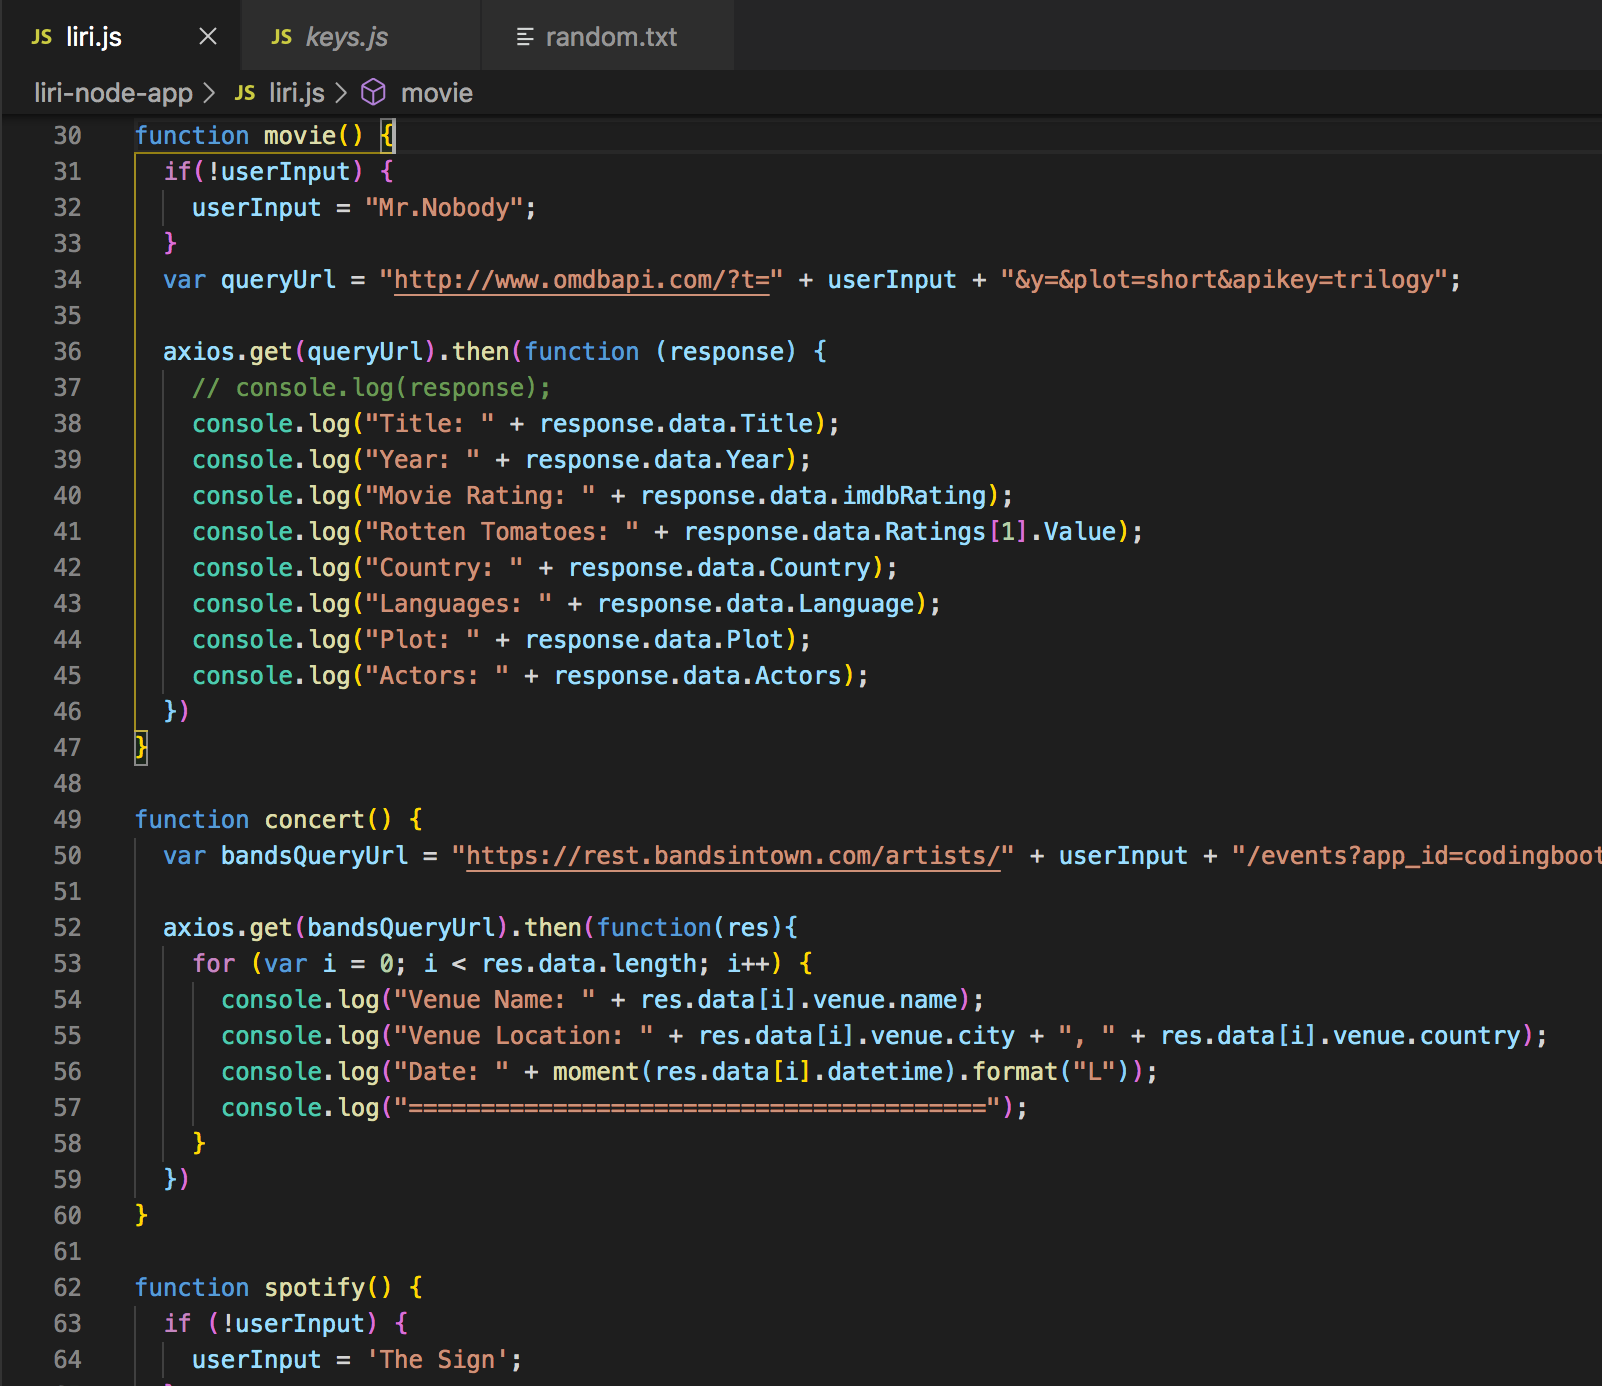 JS liri.js × JS keys.js random.txt
liri-node-app > JS liri.js > movie
30 function movie() {
31   if(!userInput) {
32     userInput = "Mr.Nobody";
33   }
34   var queryUrl = "http://www.omdbapi.com/?t=" + userInput + "&y=&plot=short&apikey=trilogy";
35
36   axios.get(queryUrl).then(function (response) {
37     // console.log(response);
38     console.log("Title: " + response.data.Title);
39     console.log("Year: " + response.data.Year);
40     console.log("Movie Rating: " + response.data.imdbRating);
41     console.log("Rotten Tomatoes: " + response.data.Ratings[1].Value);
42     console.log("Country: " + response.data.Country);
43     console.log("Languages: " + response.data.Language);
44     console.log("Plot: " + response.data.Plot);
45     console.log("Actors: " + response.data.Actors);
46   })
47 }
48
49 function concert() {
50   var bandsQueryUrl = "https://rest.bandsintown.com/artists/" + userInput + "/events?app_id=codingboot
51
52   axios.get(bandsQueryUrl).then(function(res){
53     for (var i = 0; i < res.data.length; i++) {
54       console.log("Venue Name: " + res.data[i].venue.name);
55       console.log("Venue Location: " + res.data[i].venue.city + ", " + res.data[i].venue.country);
56       console.log("Date: " + moment(res.data[i].datetime).format("L"));
57       console.log("========================================");
58     }
59   })
60 }
61
62 function spotify() {
63   if (!userInput) {
64     userInput = 'The Sign';